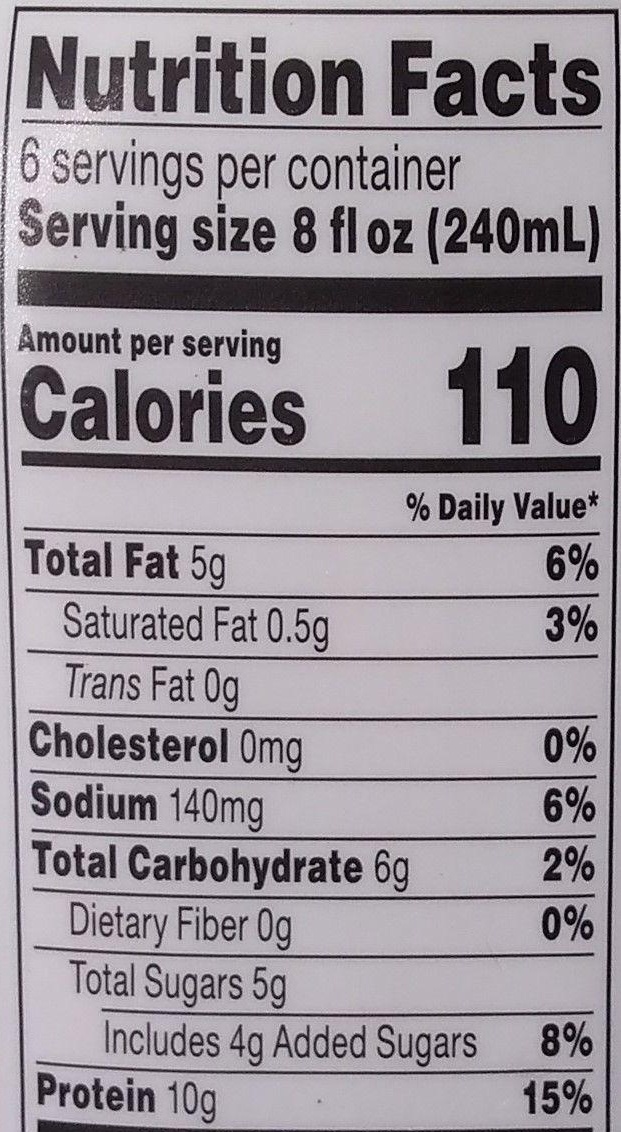 Nutrition Facts
6 servings per container
Serving size 8 fl oz (240mL)
Amount per serving
Calories 110
% Daily Value*
Total Fat 5g 6%
Saturated Fat 0.5g 3%
Trans Fat 0g
Cholesterol 0mg 0%
Sodium 140mg 6%
Total Carbohydrate 6g 2%
Dietary Fiber 0g 0%
Total Sugars 5g
Includes 4g Added Sugars 8%
Protein 10g 15%